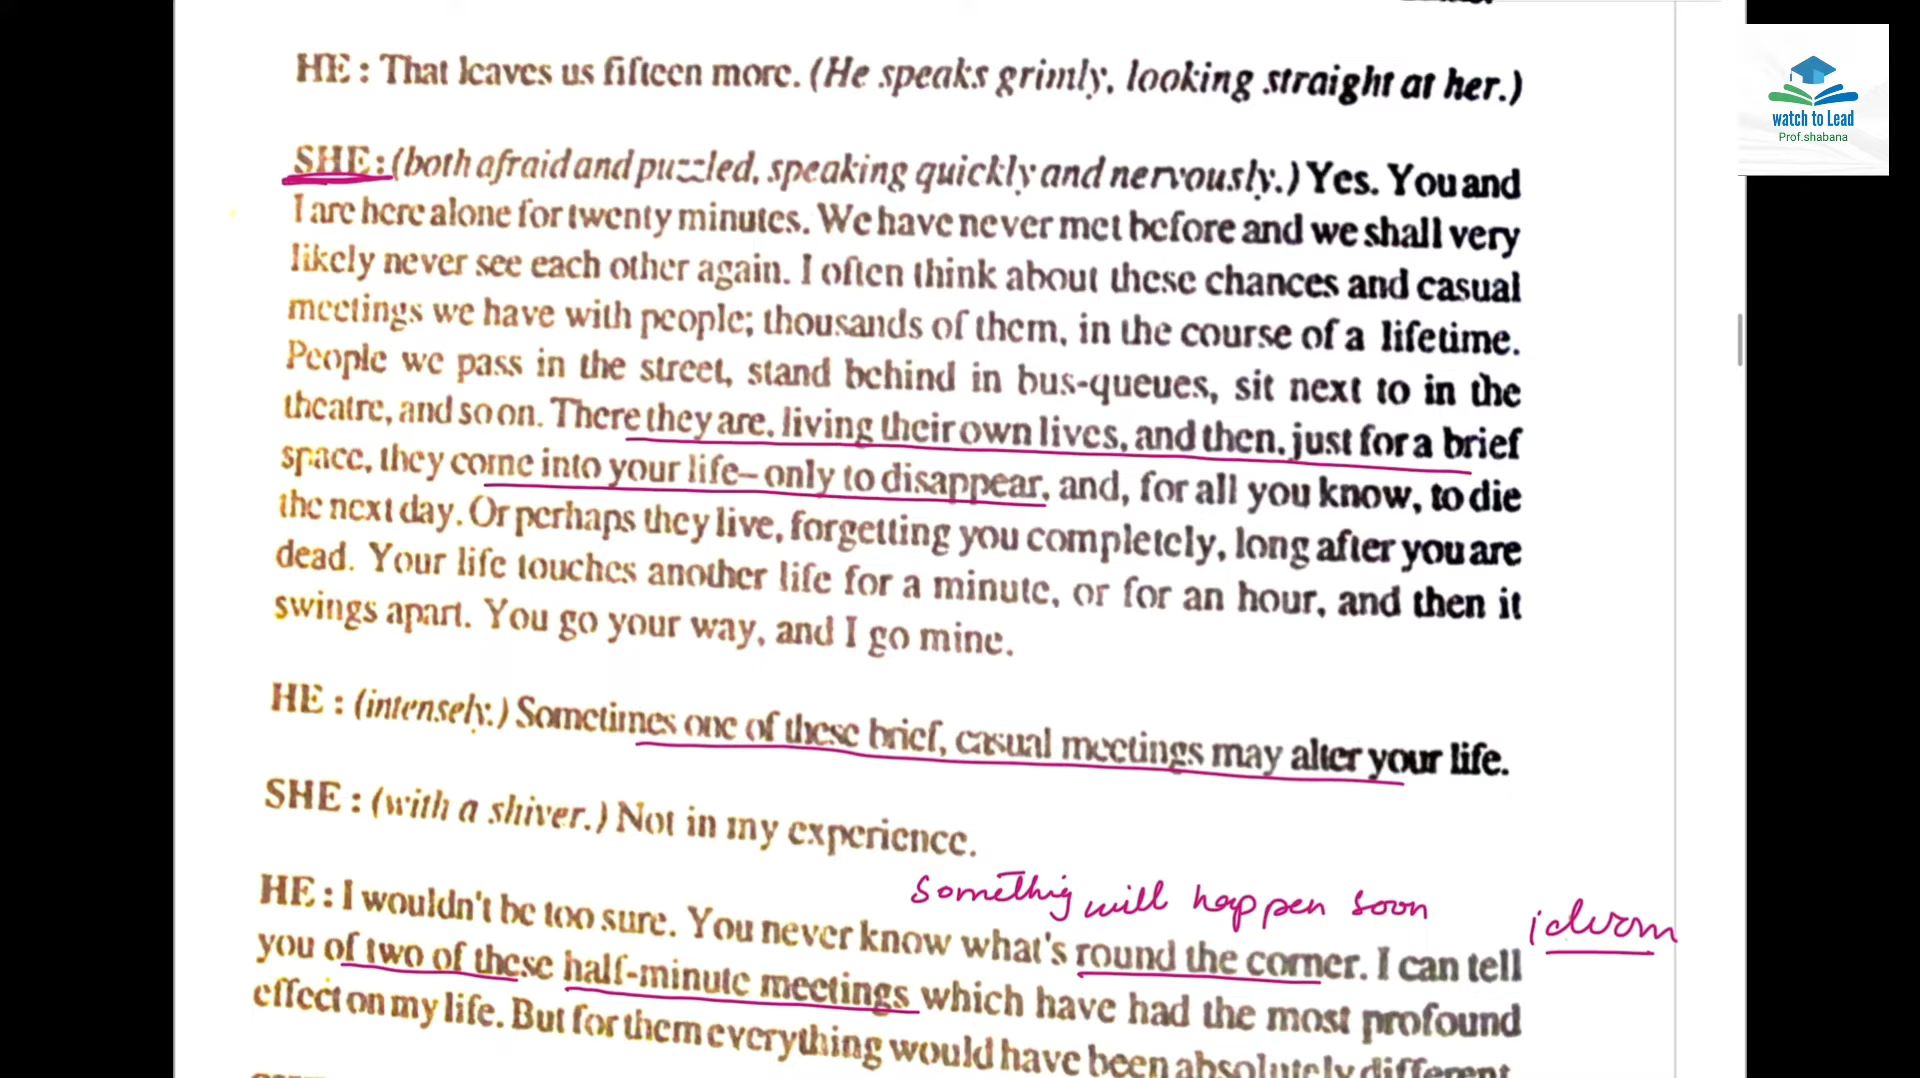 HE : That leaves us fifteen more. (He speaks grimly, looking straight at her.)
watch to Lead
Prof.shabana
SHE : (both afraid and puzzled, speaking quickly and nervously.) Yes. You and
I are here alone for twenty minutes. We have never met before and we shall very
likely never see each other again. I often think about these chances and casual
meetings we have with people; thousands of them, in the course of a lifetime.
People we pass in the street, stand behind in bus-queues, sit next to in the
theatre, and so on. There they are, living their own lives, and then, just for a brief
space, they come into your life– only to disappear, and, for all you know, to die
the next day. Or perhaps they live, forgetting you completely, long after you are
dead. Your life touches another life for a minute, or for an hour, and then it
swings apart. You go your way, and I go mine.
HE : (intensely:) Sometimes one of these brief, casual meetings may alter your life.
SHE : (with a shiver.) Not in my experience.
Something will happen soon
HE : I wouldn't be too sure. You never know what's round the corner. I can tell
idiom
you of two of these half-minute meetings which have had the most profound
effect on my life. But for them everything would have been absolutely different